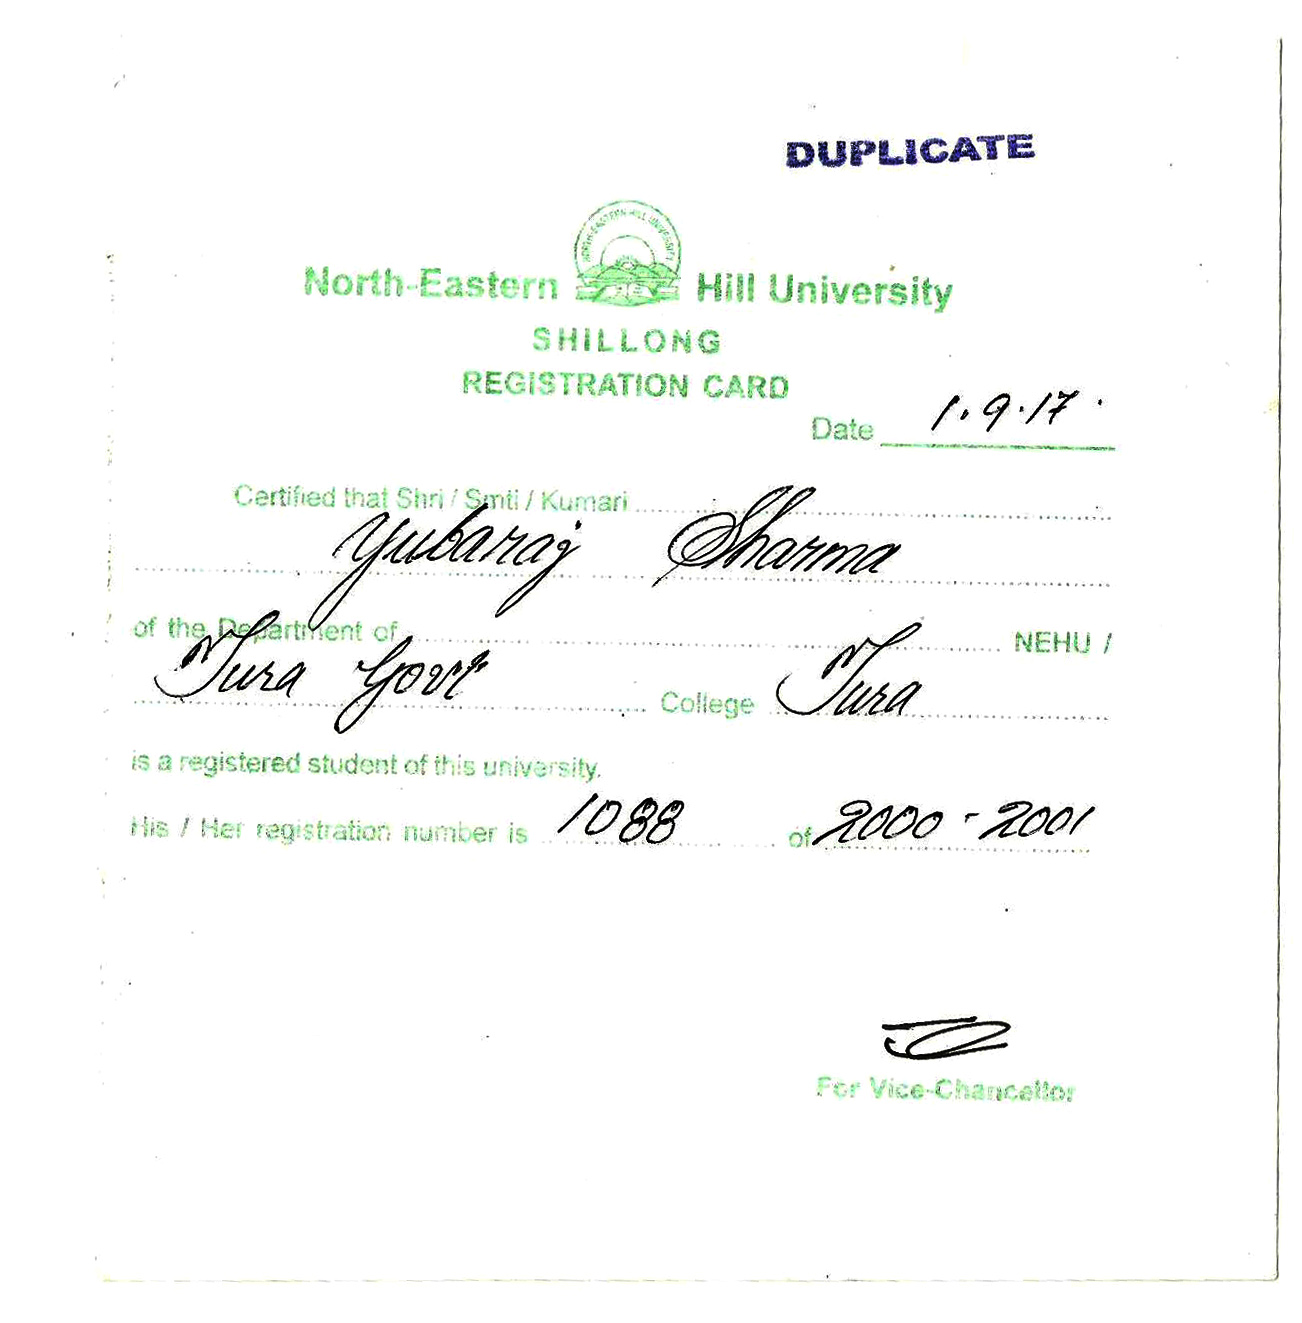 DUPLICATE
NORTH-EASTERN HILL UNIVERSITY
North-Eastern Hill University
SHILLONG
REGISTRATION CARD
Date 1.9.17.
Certified that Shri / Smti / Kumari
Yubaraj Sharma
of the Department of NEHU /
Tura Govt College Tura
is a registered student of this university.
His / Her registration number is 1088 of 2000-2001
For Vice-Chancellor